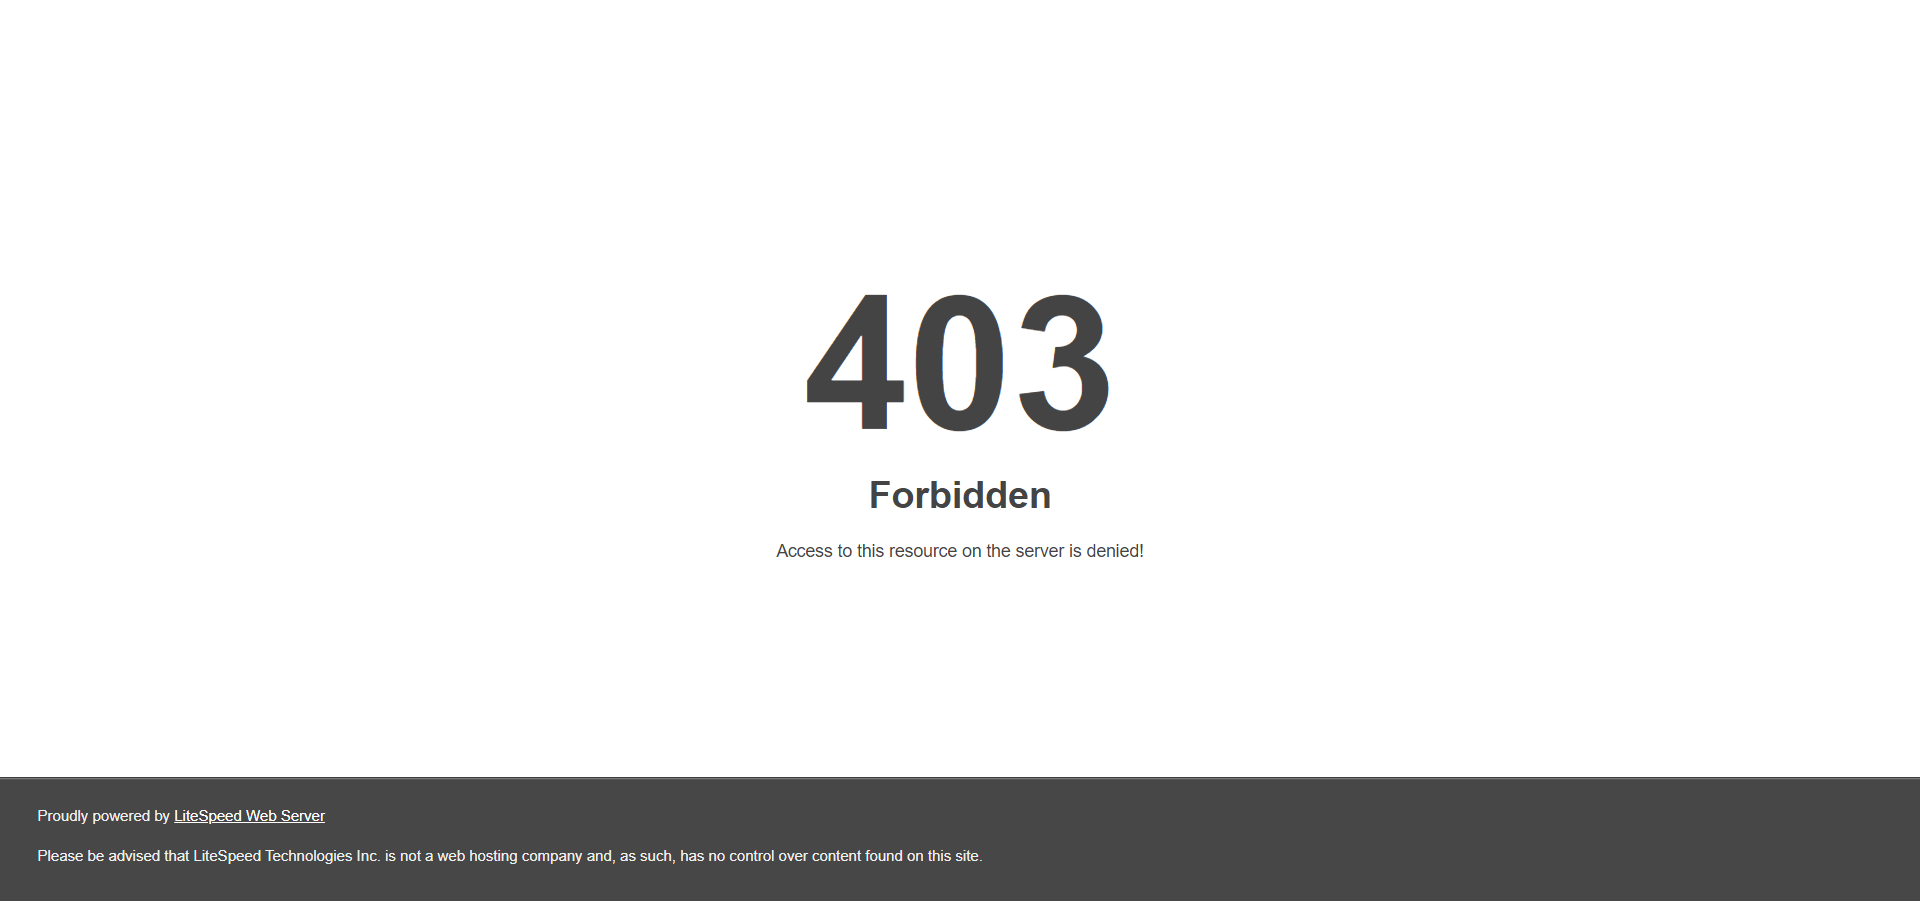 403
Forbidden
Access to this resource on the server is denied!
Proudly powered by LiteSpeed Web Server
Please be advised that LiteSpeed Technologies Inc. is not a web hosting company and, as such, has no control over content found on this site.